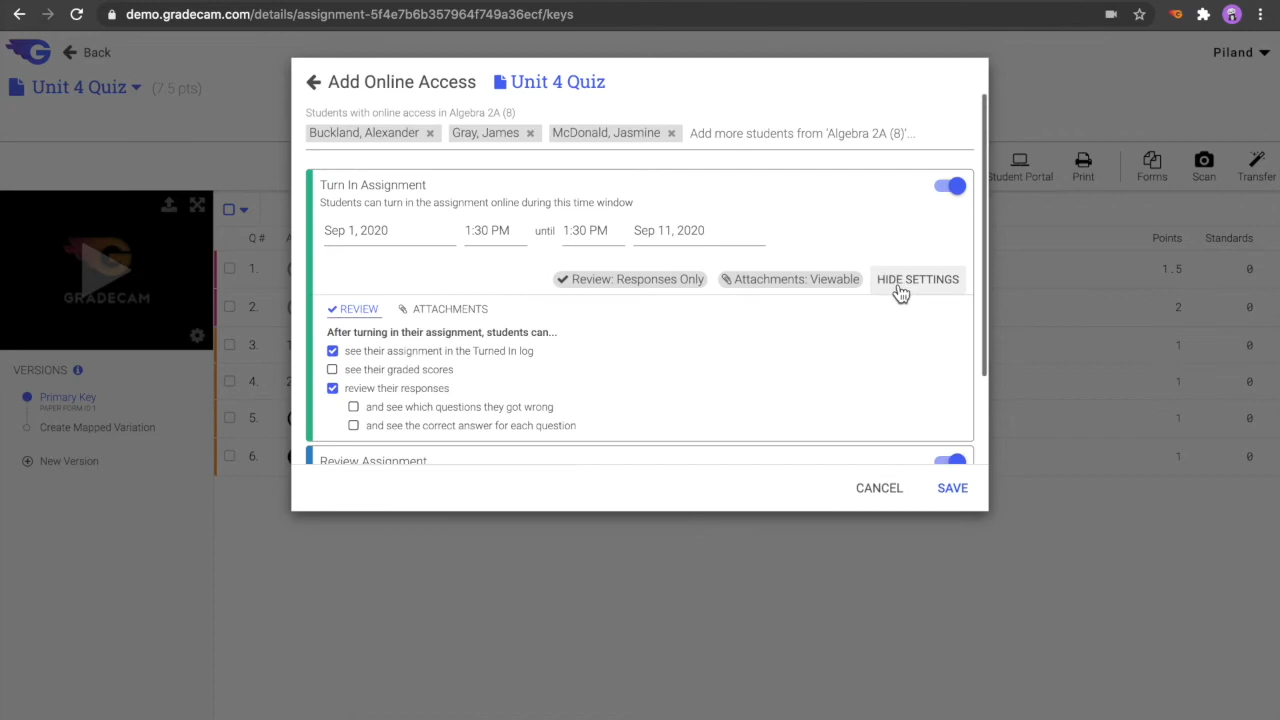 demo.gradecam.com/details/assignment-5f4e7b6b357964f749a36ecf/keys
Back
Piland
Unit 4 Quiz (7.5 pts)
Add Online Access Unit 4 Quiz
Students with online access in Algebra 2A (8)
Buckland, Alexander × Gray, James × McDonald, Jasmine × Add more students from 'Algebra 2A (8)'...
Student Portal Print Forms Scan Transfer
Turn In Assignment
Students can turn in the assignment online during this time window
Sep 1, 2020 1:30 PM until 1:30 PM Sep 11, 2020
Q # Points Standards
GRADECAM
1. 1.5 0
2. 2 0
3. 1 0
4. 1 0
5. 1 0
6. 1 0
Review: Responses Only Attachments: Viewable HIDE SETTINGS
REVIEW ATTACHMENTS
After turning in their assignment, students can...
see their assignment in the Turned In log
see their graded scores
review their responses
and see which questions they got wrong
and see the correct answer for each question
Review Assignment
CANCEL SAVE
VERSIONS
Primary Key
PAPER FORM ID 1
Create Mapped Variation
New Version